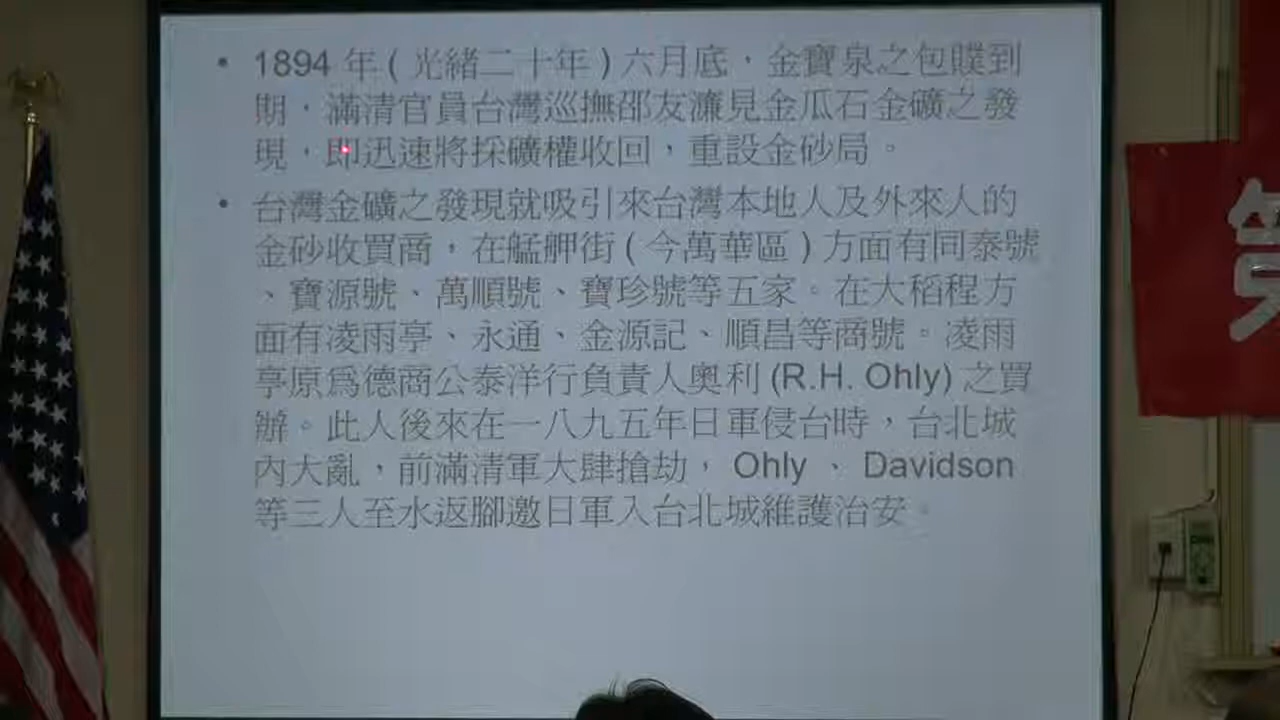 • 1894 年 ( 光緒二十年 ) 六月底，金寶泉之包贌到
期，滿清官員台灣巡撫邵友濂見金瓜石金礦之發
現，即迅速將採礦權收回，重設金砂局。
• 台灣金礦之發現就吸引來台灣本地人及外來人的
金砂收買商，在艋舺街 ( 今萬華區 ) 方面有同泰號
、寶源號、萬順號、寶珍號等五家。在大稻程方
面有凌雨亭、永通、金源記、順昌等商號。凌雨
亭原為德商公泰洋行負責人奧利 (R.H. Ohly) 之買
辦。此人後來在一八九五年日軍侵台時，台北城
內大亂，前滿清軍大肆搶劫， Ohly 、 Davidson
等三人至水返腳邀日軍入台北城維護治安。